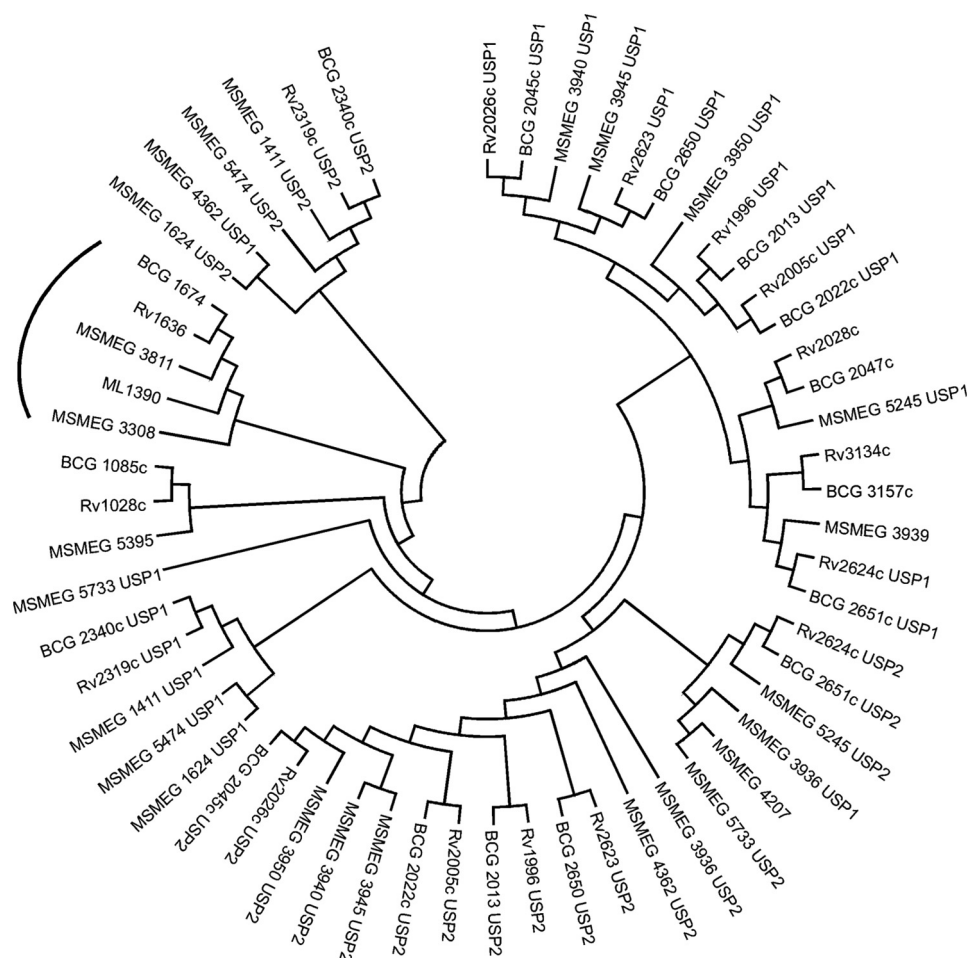 Rv2026c USP1
BCG 2045c USP1
MSMEG 3940 USP1
MSMEG 3945 USP1
Rv2623 USP1
BCG 2650 USP1
MSMEG 3950 USP1
Rv1996 USP1
BCG 2013 USP1
Rv2005c USP1
BCG 2022c USP1
Rv2028c
BCG 2047c
MSMEG 5245 USP1
Rv3134c
BCG 3157c
MSMEG 3939
Rv2624c USP1
BCG 2651c USP1
Rv2624c USP2
BCG 2651c USP2
MSMEG 5245 USP2
MSMEG 3936 USP1
MSMEG 4207
MSMEG 5733 USP2
MSMEG 3936 USP2
MSMEG 4362 USP2
Rv2623 USP2
BCG 2650 USP2
Rv1996 USP2
BCG 2013 USP2
Rv2005c USP2
BCG 2022c USP2
MSMEG 3945 USP2
MSMEG 3940 USP2
MSMEG 3950 USP2
Rv2026c USP2
BCG 2045c USP2
MSMEG 1624 USP1
MSMEG 5474 USP1
MSMEG 1411 USP1
Rv2319c USP1
BCG 2340c USP1
MSMEG 5733 USP1
MSMEG 5395
Rv1028c
BCG 1085c
MSMEG 3308
ML1390
MSMEG 3811
Rv1636
BCG 1674
MSMEG 1624 USP2
MSMEG 4362 USP1
MSMEG 5474 USP2
MSMEG 1411 USP2
Rv2319c USP2
BCG 2340c USP2